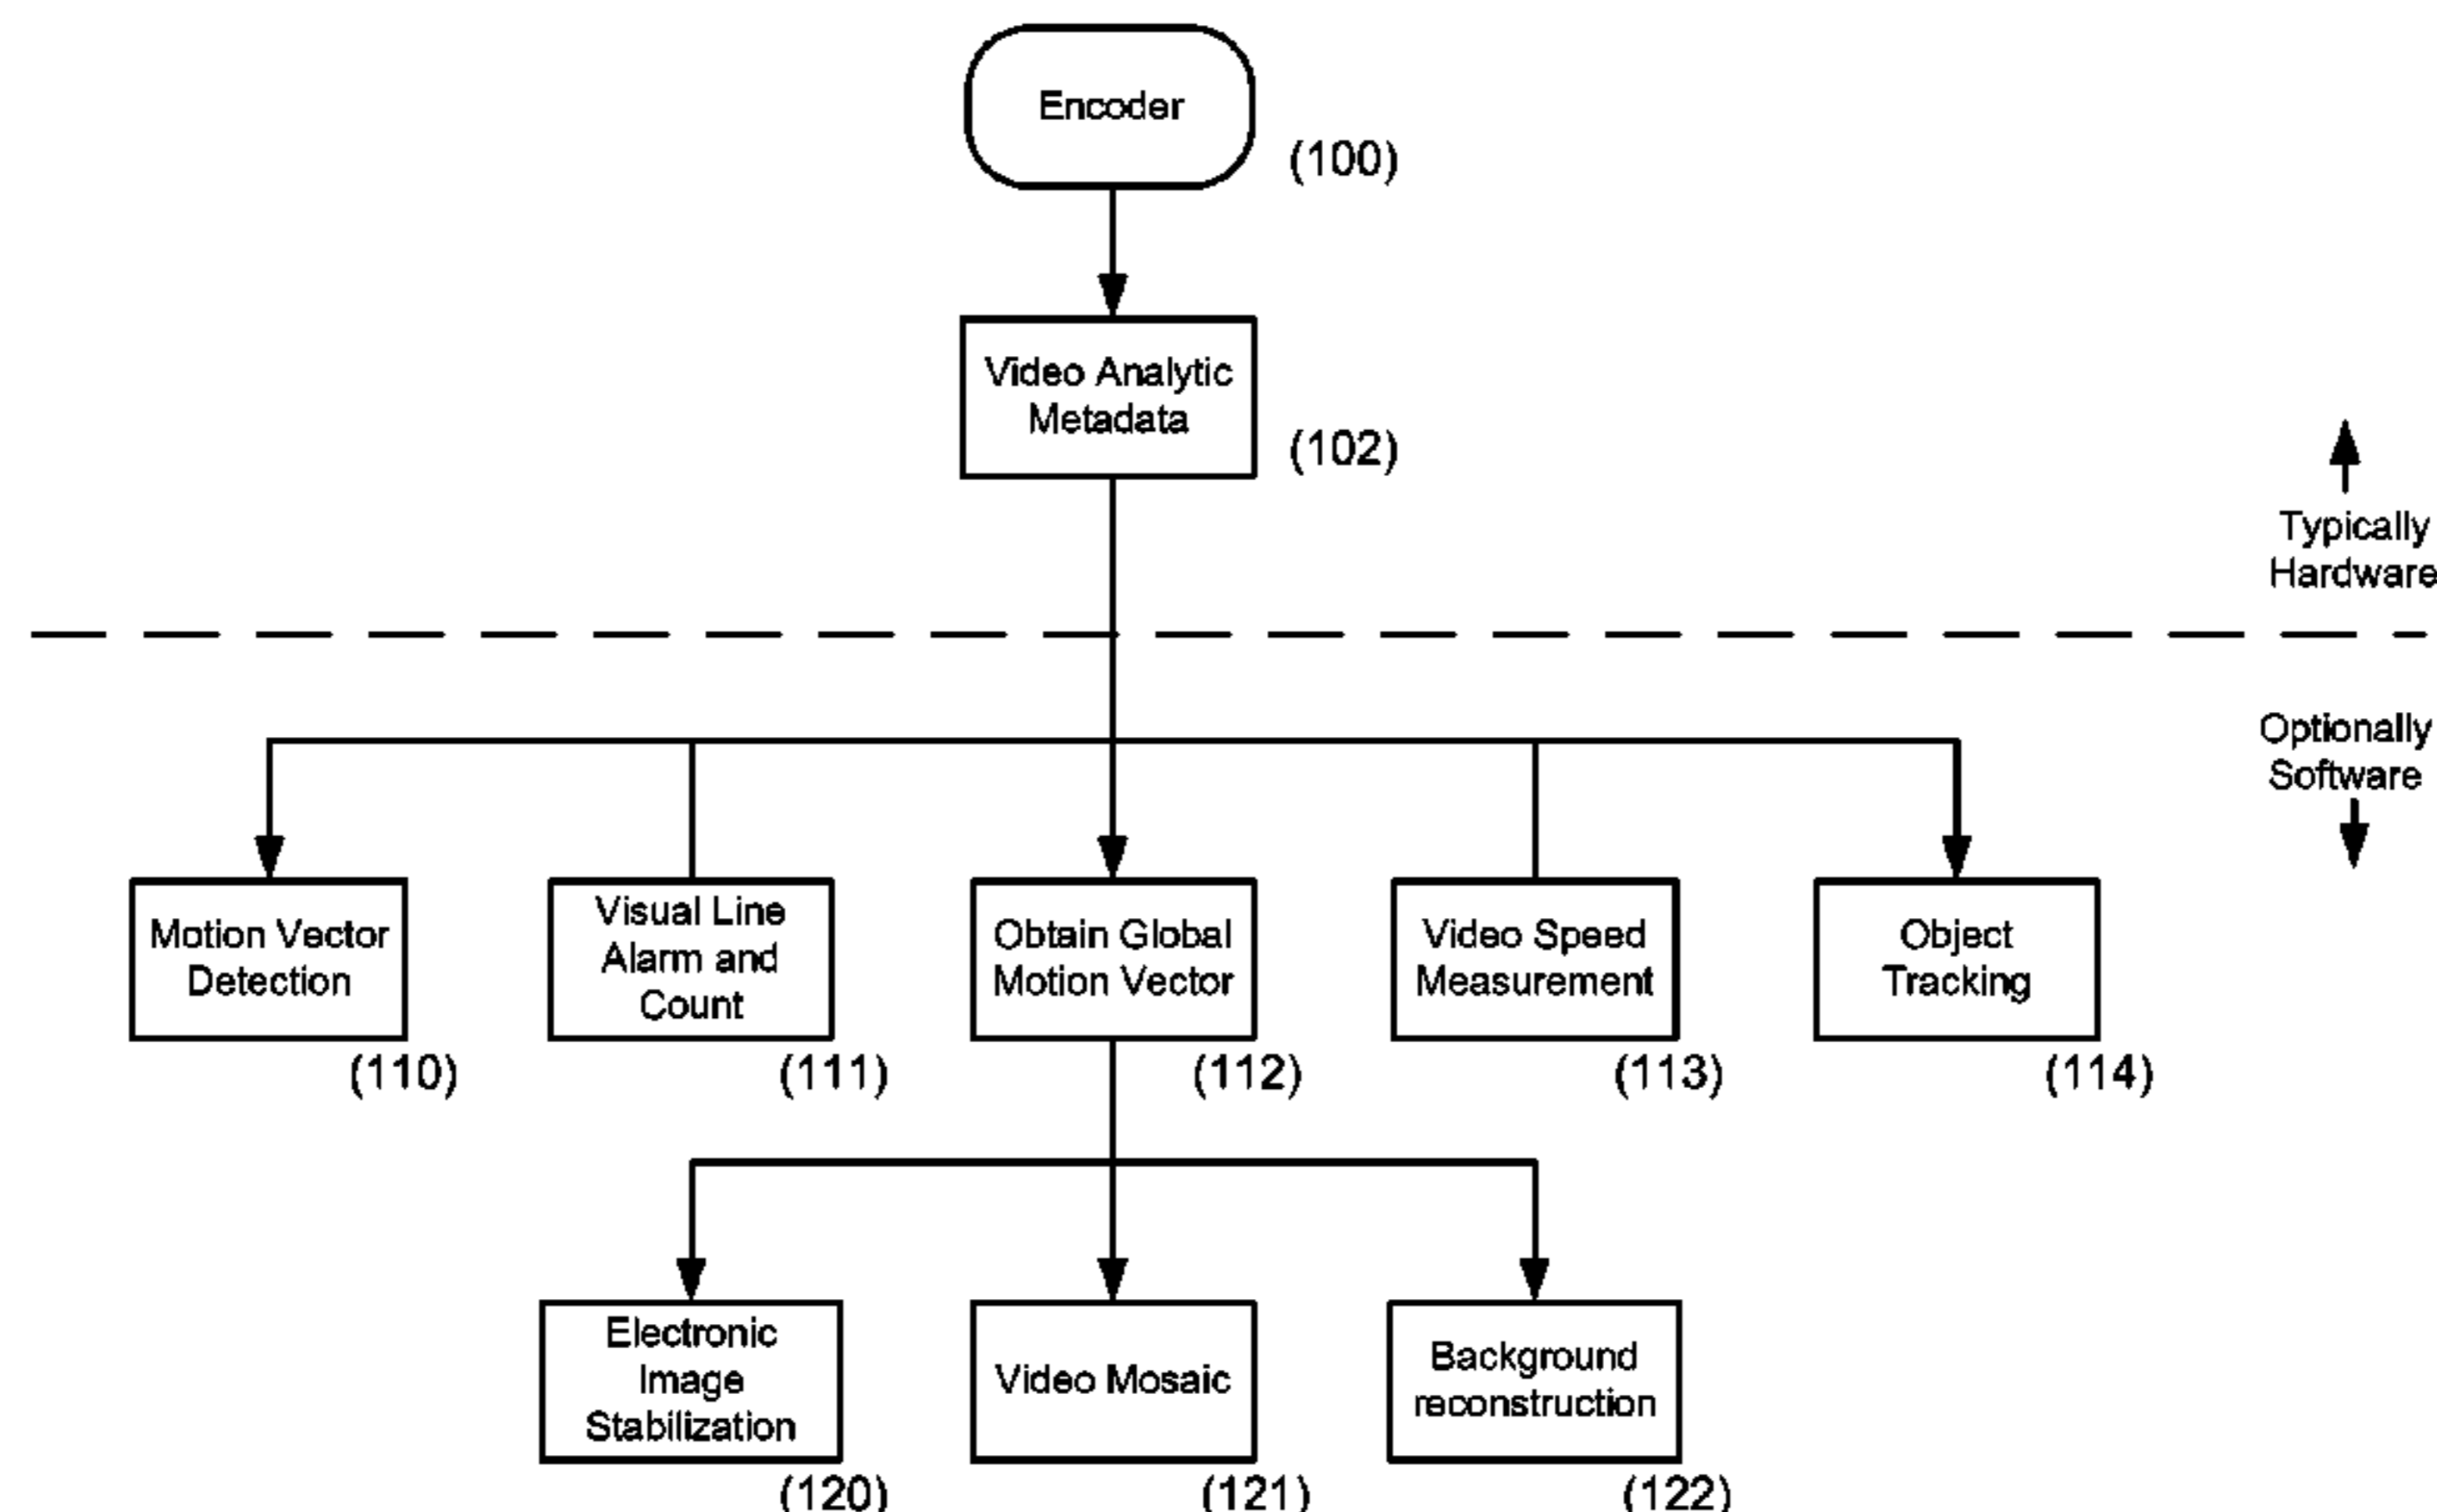 Encoder
(100)
Video Analytic
Metadata
(102)
Typically
Hardware
Optionally
Software
Motion Vector
Detection
(110)
Visual Line
Alarm and
Count
(111)
Obtain Global
Motion Vector
(112)
Video Speed
Measurement
(113)
Object
Tracking
(114)
Electronic
Image
Stabilization
(120)
Video Mosaic
(121)
Background
reconstruction
(122)